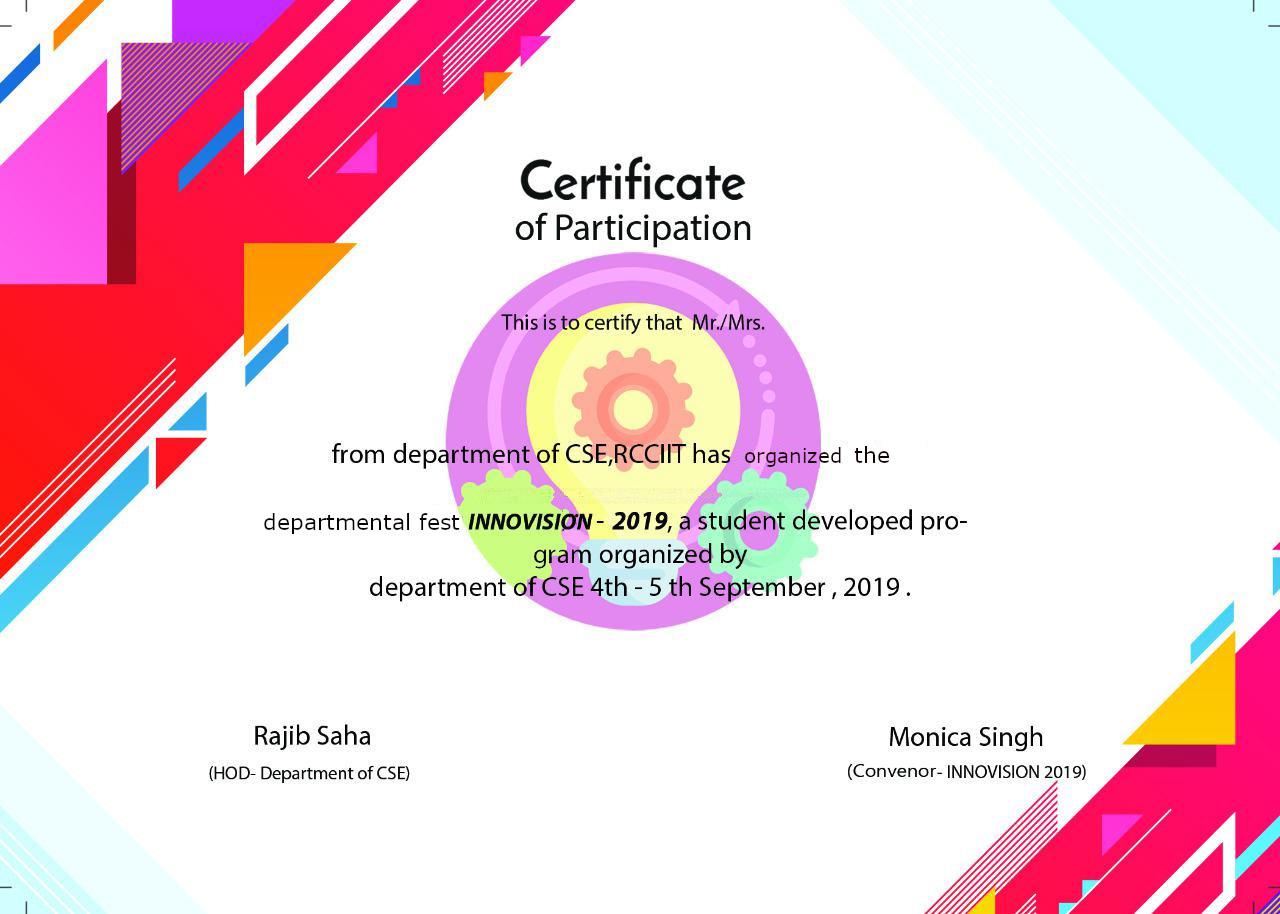 Certificate
of Participation
This is to certify that  Mr./Mrs.
from department of CSE,RCCIIT has  organized  the
departmental fest INNOVISION - 2019, a student developed pro-
gram organized by
department of CSE 4th - 5 th September , 2019 .
Rajib Saha
Monica Singh
(HOD- Department of CSE)
(Convenor- INNOVISION 2019)